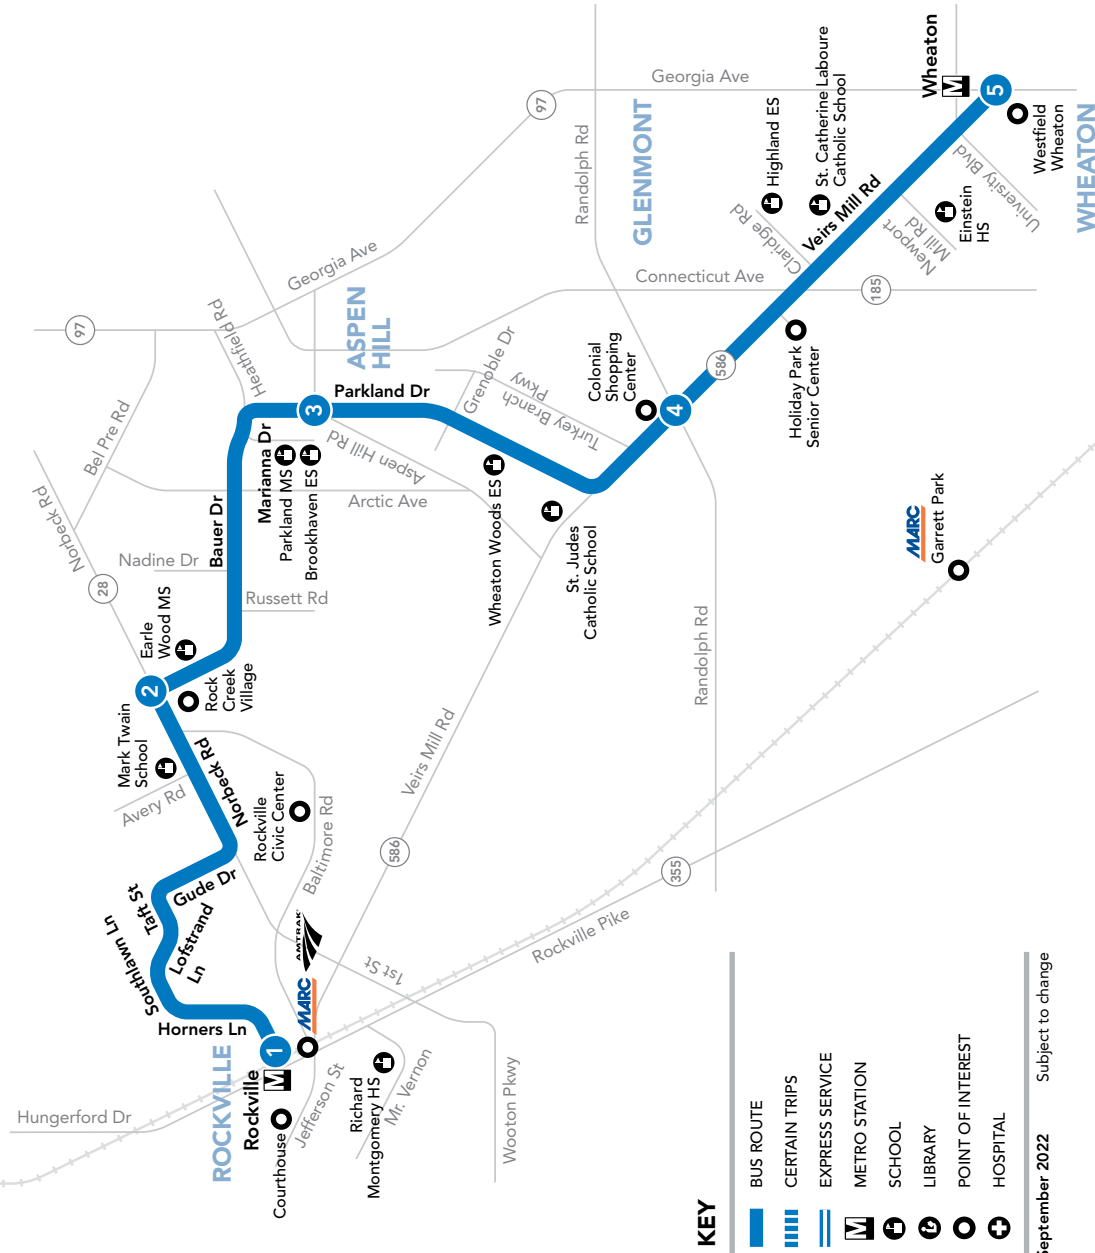 Georgia Ave
Wheaton
M
5
Westfield
Wheaton
WHEATON
97
Randolph Rd
GLENMONT
Highland ES
St. Catherine Laboure
Catholic School
Claridge Rd
Veirs Mill Rd
Newport
Mill Rd
Einstein
HS
University Blvd
Georgia Ave
Connecticut Ave
185
97
Heathfield Rd
ASPEN
HILL
Grenoble Dr
Turkey Branch
Pkwy
Colonial
Shopping
Center
586
Holiday Park
Senior Center
4
3
Parkland Dr
Bel Pre Rd
Marianna Dr
Parkland MS
Brookhaven ES
Aspen Hill Rd
Arctic Ave
Wheaton Woods ES
St. Judes
Catholic School
Norbeck Rd
28
Nadine Dr
Bauer Dr
Russett Rd
MARC
Garrett Park
Earle
Wood MS
2
Rock
Creek
Village
Randolph Rd
Mark Twain
School
Avery Rd
Norbeck Rd
Rockville
Civic Center
Baltimore Rd
Veirs Mill Rd
586
355
Rockville Pike
Taft St
Gude Dr
Southlawn Ln
Lofstrand
Ln
Horners Ln
AMTRAK
MARC
1st St
1
ROCKVILLE
Rockville
M
Hungerford Dr
Courthouse
Jefferson St
Richard
Montgomery HS
Mr. Vernon
Wooton Pkwy
KEY
BUS ROUTE
CERTAIN TRIPS
EXPRESS SERVICE
M METRO STATION
SCHOOL
LIBRARY
POINT OF INTEREST
HOSPITAL
September 2022 Subject to change